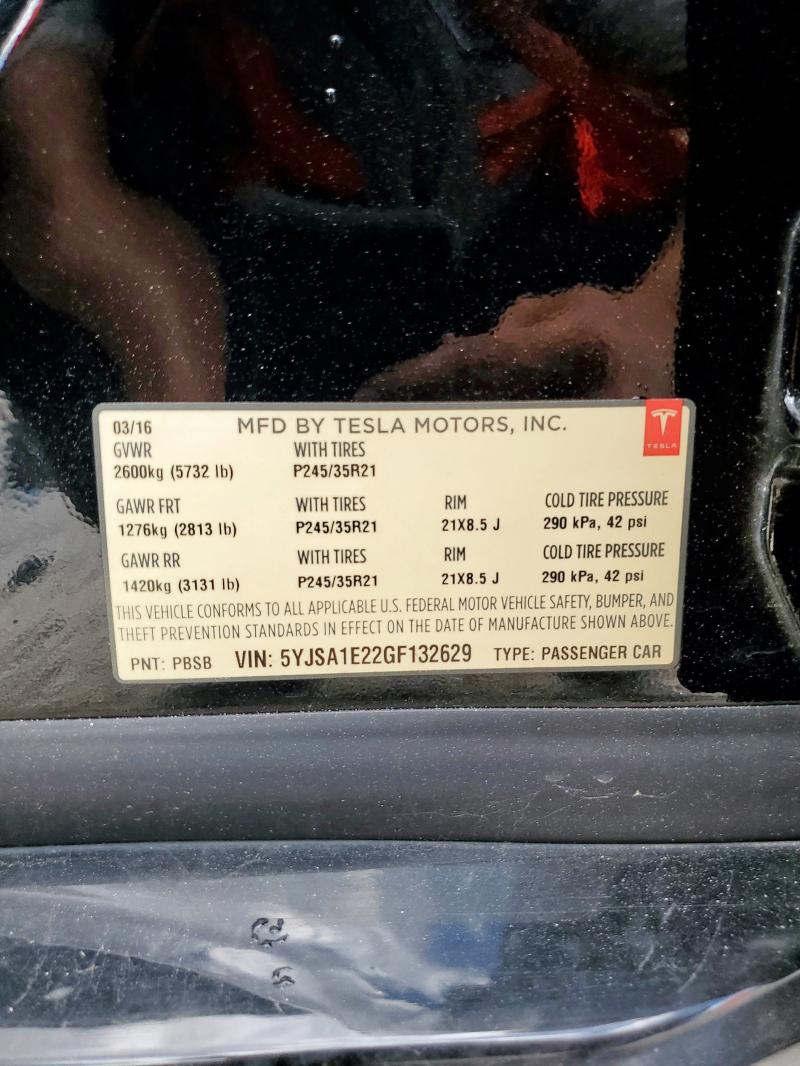 03/16 MFD BY TESLA MOTORS, INC.
TESLA
GVWR WITH TIRES
2600kg (5732 lb) P245/35R21
GAWR FRT WITH TIRES RIM COLD TIRE PRESSURE
1276kg (2813 lb) P245/35R21 21X8.5 J 290 kPa, 42 psi
GAWR RR WITH TIRES RIM COLD TIRE PRESSURE
1420kg (3131 lb) P245/35R21 21X8.5 J 290 kPa, 42 psi
THIS VEHICLE CONFORMS TO ALL APPLICABLE U.S. FEDERAL MOTOR VEHICLE SAFETY, BUMPER, AND
THEFT PREVENTION STANDARDS IN EFFECT ON THE DATE OF MANUFACTURE SHOWN ABOVE.
PNT: PBSB VIN: 5YJSA1E22GF132629 TYPE: PASSENGER CAR